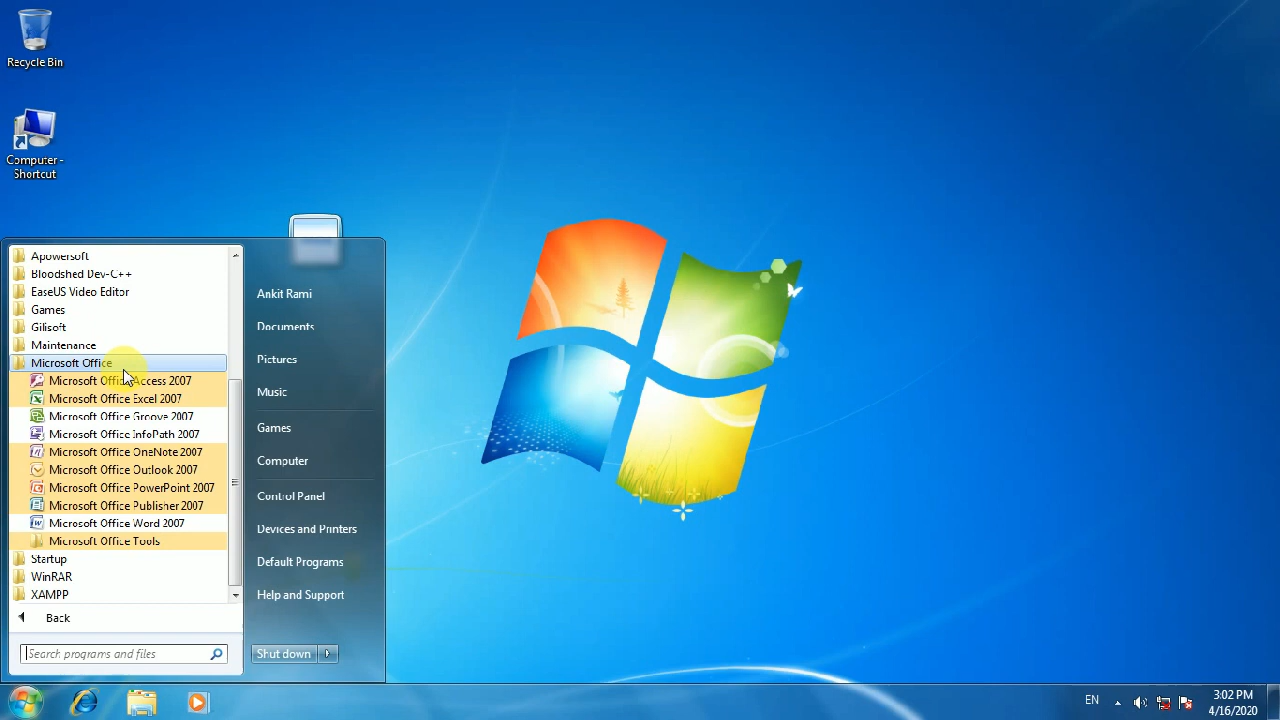 Recycle Bin
Computer -
Shortcut
Apowersoft
Bloodshed Dev-C++
EaseUS Video Editor
Games
Gilisoft
Maintenance
Microsoft Office
Microsoft Office Access 2007
Microsoft Office Excel 2007
Microsoft Office Groove 2007
Microsoft Office InfoPath 2007
Microsoft Office OneNote 2007
Microsoft Office Outlook 2007
Microsoft Office PowerPoint 2007
Microsoft Office Publisher 2007
Microsoft Office Word 2007
Microsoft Office Tools
Startup
WinRAR
XAMPP
Back
Search programs and files
Ankit Rami
Documents
Pictures
Music
Games
Computer
Control Panel
Devices and Printers
Default Programs
Help and Support
Shut down
EN
3:02 PM
4/16/2020